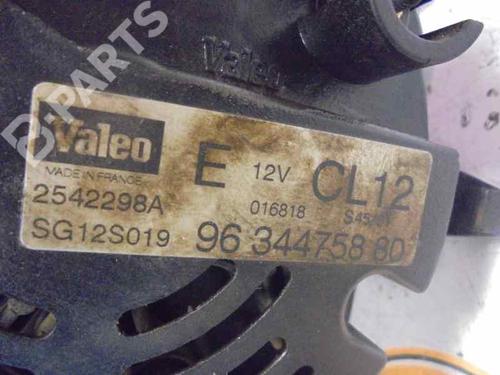 Valeo
B-PARTS
Valeo
E 12V CL12
MADE IN FRANCE
2542298A 016818
SG12S019 96 344758 80